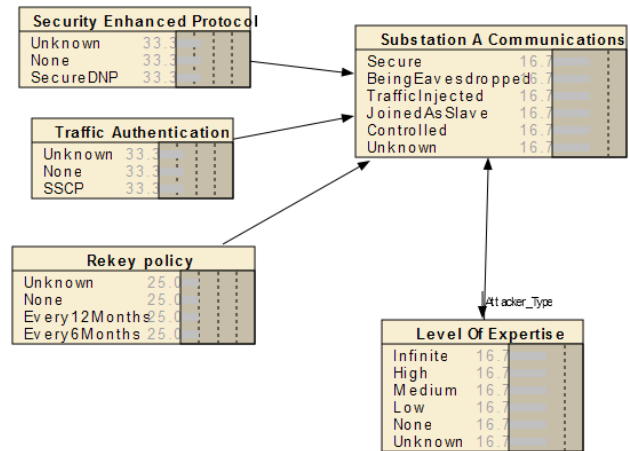 Security Enhanced Protocol
Unknown 33.3
None 33.3
SecureDNP 33.3
Substation A Communications
Secure 16.7
BeingEavesdropped 16.7
TrafficInjected 16.7
JoinedAsSlave 16.7
Controlled 16.7
Unknown 16.7
Traffic Authentication
Unknown 33.3
None 33.3
SSCP 33.3
Rekey policy
Unknown 25.0
None 25.0
Every12Months 25.0
Every6Months 25.0
Attacker_Type
Level Of Expertise
Infinite 16.7
High 16.7
Medium 16.7
Low 16.7
None 16.7
Unknown 16.7